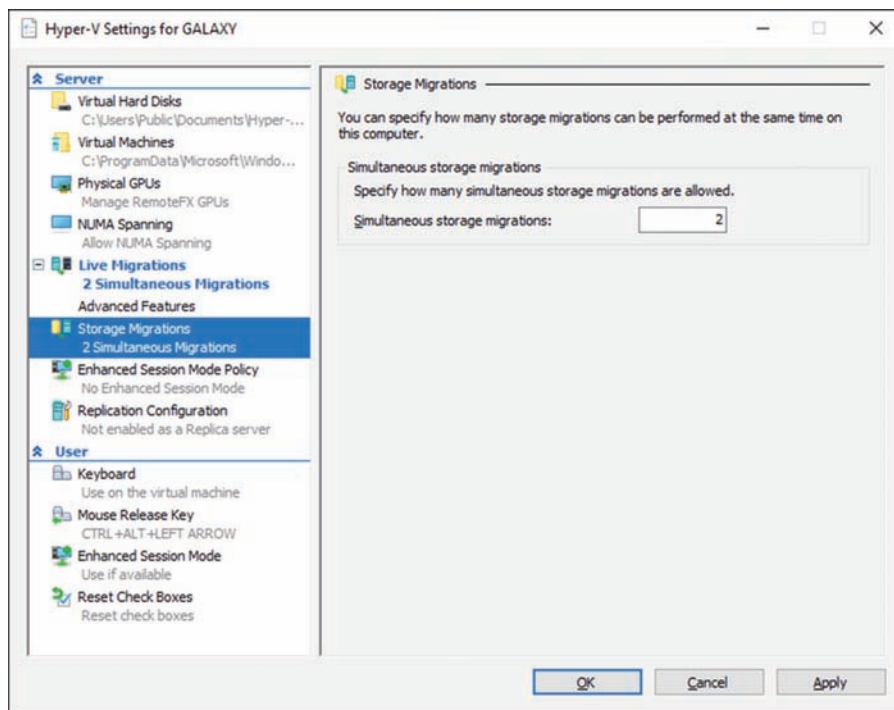 Hyper-V Settings for GALAXY
Server
Virtual Hard Disks
C:\Users\Public\Documents\Hyper-...
Virtual Machines
C:\ProgramData\Microsoft\Windo...
Physical GPUs
Manage RemoteFX GPUs
NUMA Spanning
Allow NUMA Spanning
Live Migrations
2 Simultaneous Migrations
Advanced Features
Storage Migrations
2 Simultaneous Migrations
Enhanced Session Mode Policy
No Enhanced Session Mode
Replication Configuration
Not enabled as a Replica server
User
Keyboard
Use on the virtual machine
Mouse Release Key
CTRL+ALT+LEFT ARROW
Enhanced Session Mode
Use if available
Reset Check Boxes
Reset check boxes
Storage Migrations
You can specify how many storage migrations can be performed at the same time on
this computer.
Simultaneous storage migrations
Specify how many simultaneous storage migrations are allowed.
Simultaneous storage migrations: 2
OK Cancel Apply